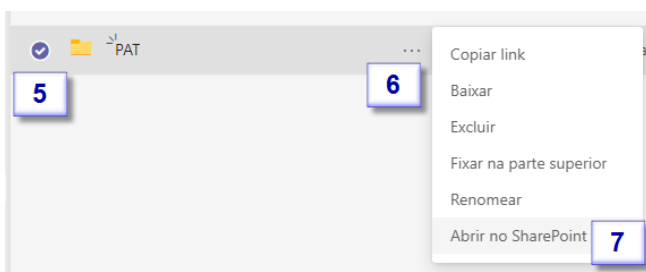 PAT
...
5
6
Copiar link
Baixar
Excluir
Fixar na parte superior
Renomear
Abrir no SharePoint
7